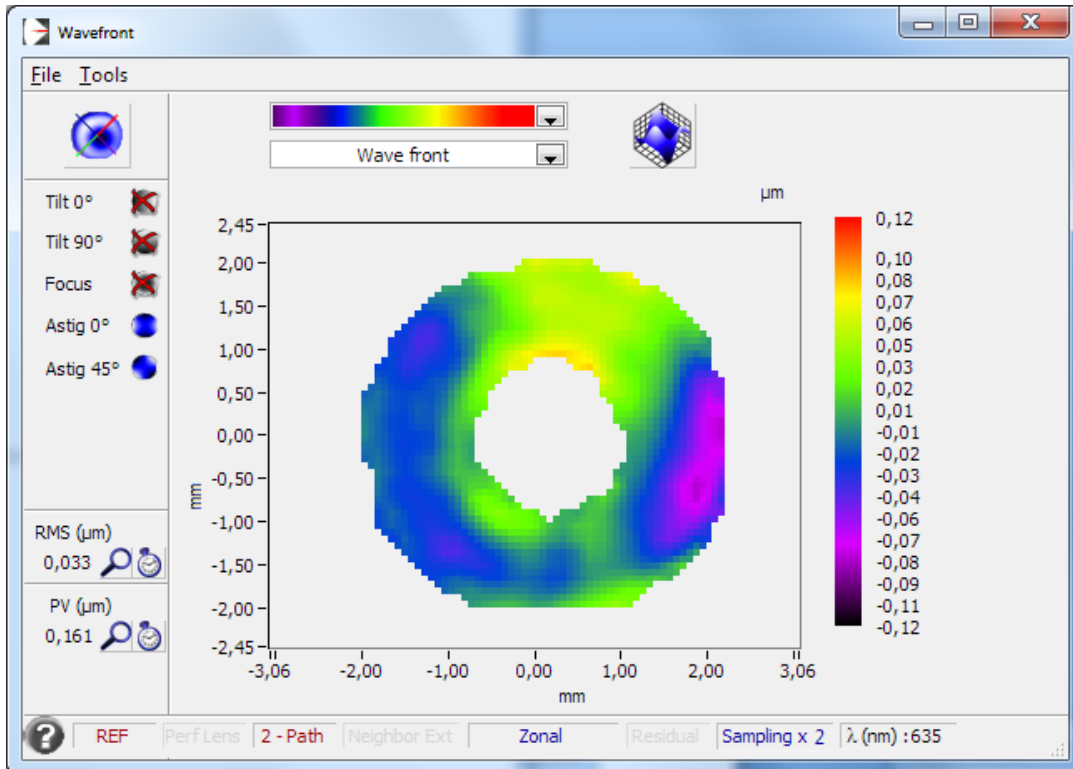 Wavefront
File Tools
Wave front
Tilt 0°
Tilt 90°
Focus
Astig 0°
Astig 45°
RMS (µm)
0,033
PV (µm)
0,161
µm
2,45
2,00
1,50
1,00
0,50
0,00
-0,50
-1,00
-1,50
-2,00
-2,45
mm
-3,06 -2,00 -1,00 0,00 1,00 2,00 3,06
mm
0,12
0,10
0,08
0,07
0,06
0,05
0,03
0,02
0,01
-0,01
-0,02
-0,03
-0,04
-0,06
-0,07
-0,08
-0,09
-0,11
-0,12
? REF Perf Lens 2 - Path Neighbor Ext Zonal Residual Sampling x 2 λ (nm) :635